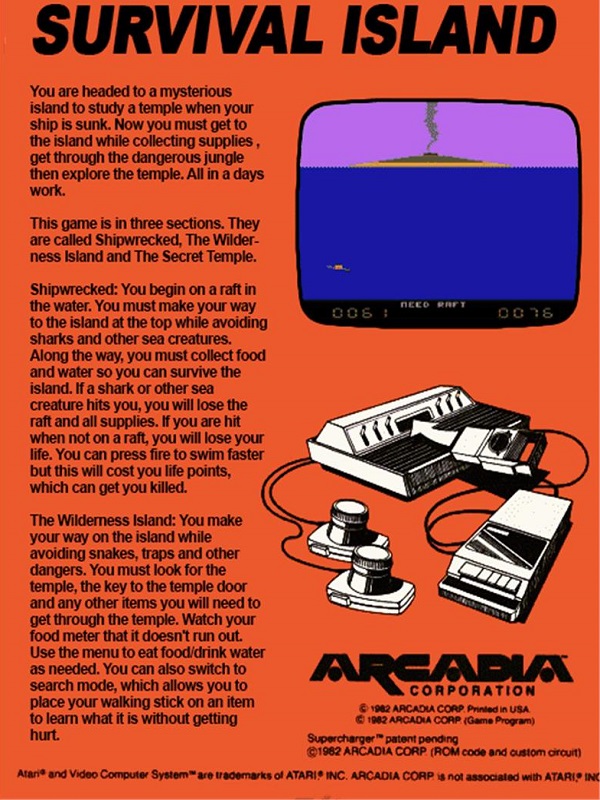 SURVIVAL ISLAND
You are headed to a mysterious
island to study a temple when your
ship is sunk. Now you must get to
the island while collecting supplies ,
get through the dangerous jungle
then explore the temple. All in a days
work.
This game is in three sections. They
are called Shipwrecked, The Wilder-
ness Island and The Secret Temple.
Shipwrecked: You begin on a raft in
the water. You must make your way
to the island at the top while avoiding
sharks and other sea creatures.
Along the way, you must collect food
and water so you can survive the
island. If a shark or other sea
creature hits you, you will lose the
raft and all supplies. If you are hit
when not on a raft, you will lose your
life. You can press fire to swim faster
but this will cost you life points,
which can get you killed.
The Wilderness Island: You make
your way on the island while
avoiding snakes, traps and other
dangers. You must look for the
temple, the key to the temple door
and any other items you will need to
get through the temple. Watch your
food meter that it doesn't run out.
Use the menu to eat food/drink water
as needed. You can also switch to
search mode, which allows you to
place your walking stick on an item
to learn what it is without getting
hurt.
NEED RAFT
0061 0076
ARCADIA™
CORPORATION
© 1982 ARCADIA CORP. Printed in USA
© 1982 ARCADIA CORP. (Game Program)
Supercharger™ patent pending
©1982 ARCADIA CORP. (ROM code and custom circuit)
Atari® and Video Computer System™ are trademarks of ATARI® INC. ARCADIA CORP. is not associated with ATARI,® INC